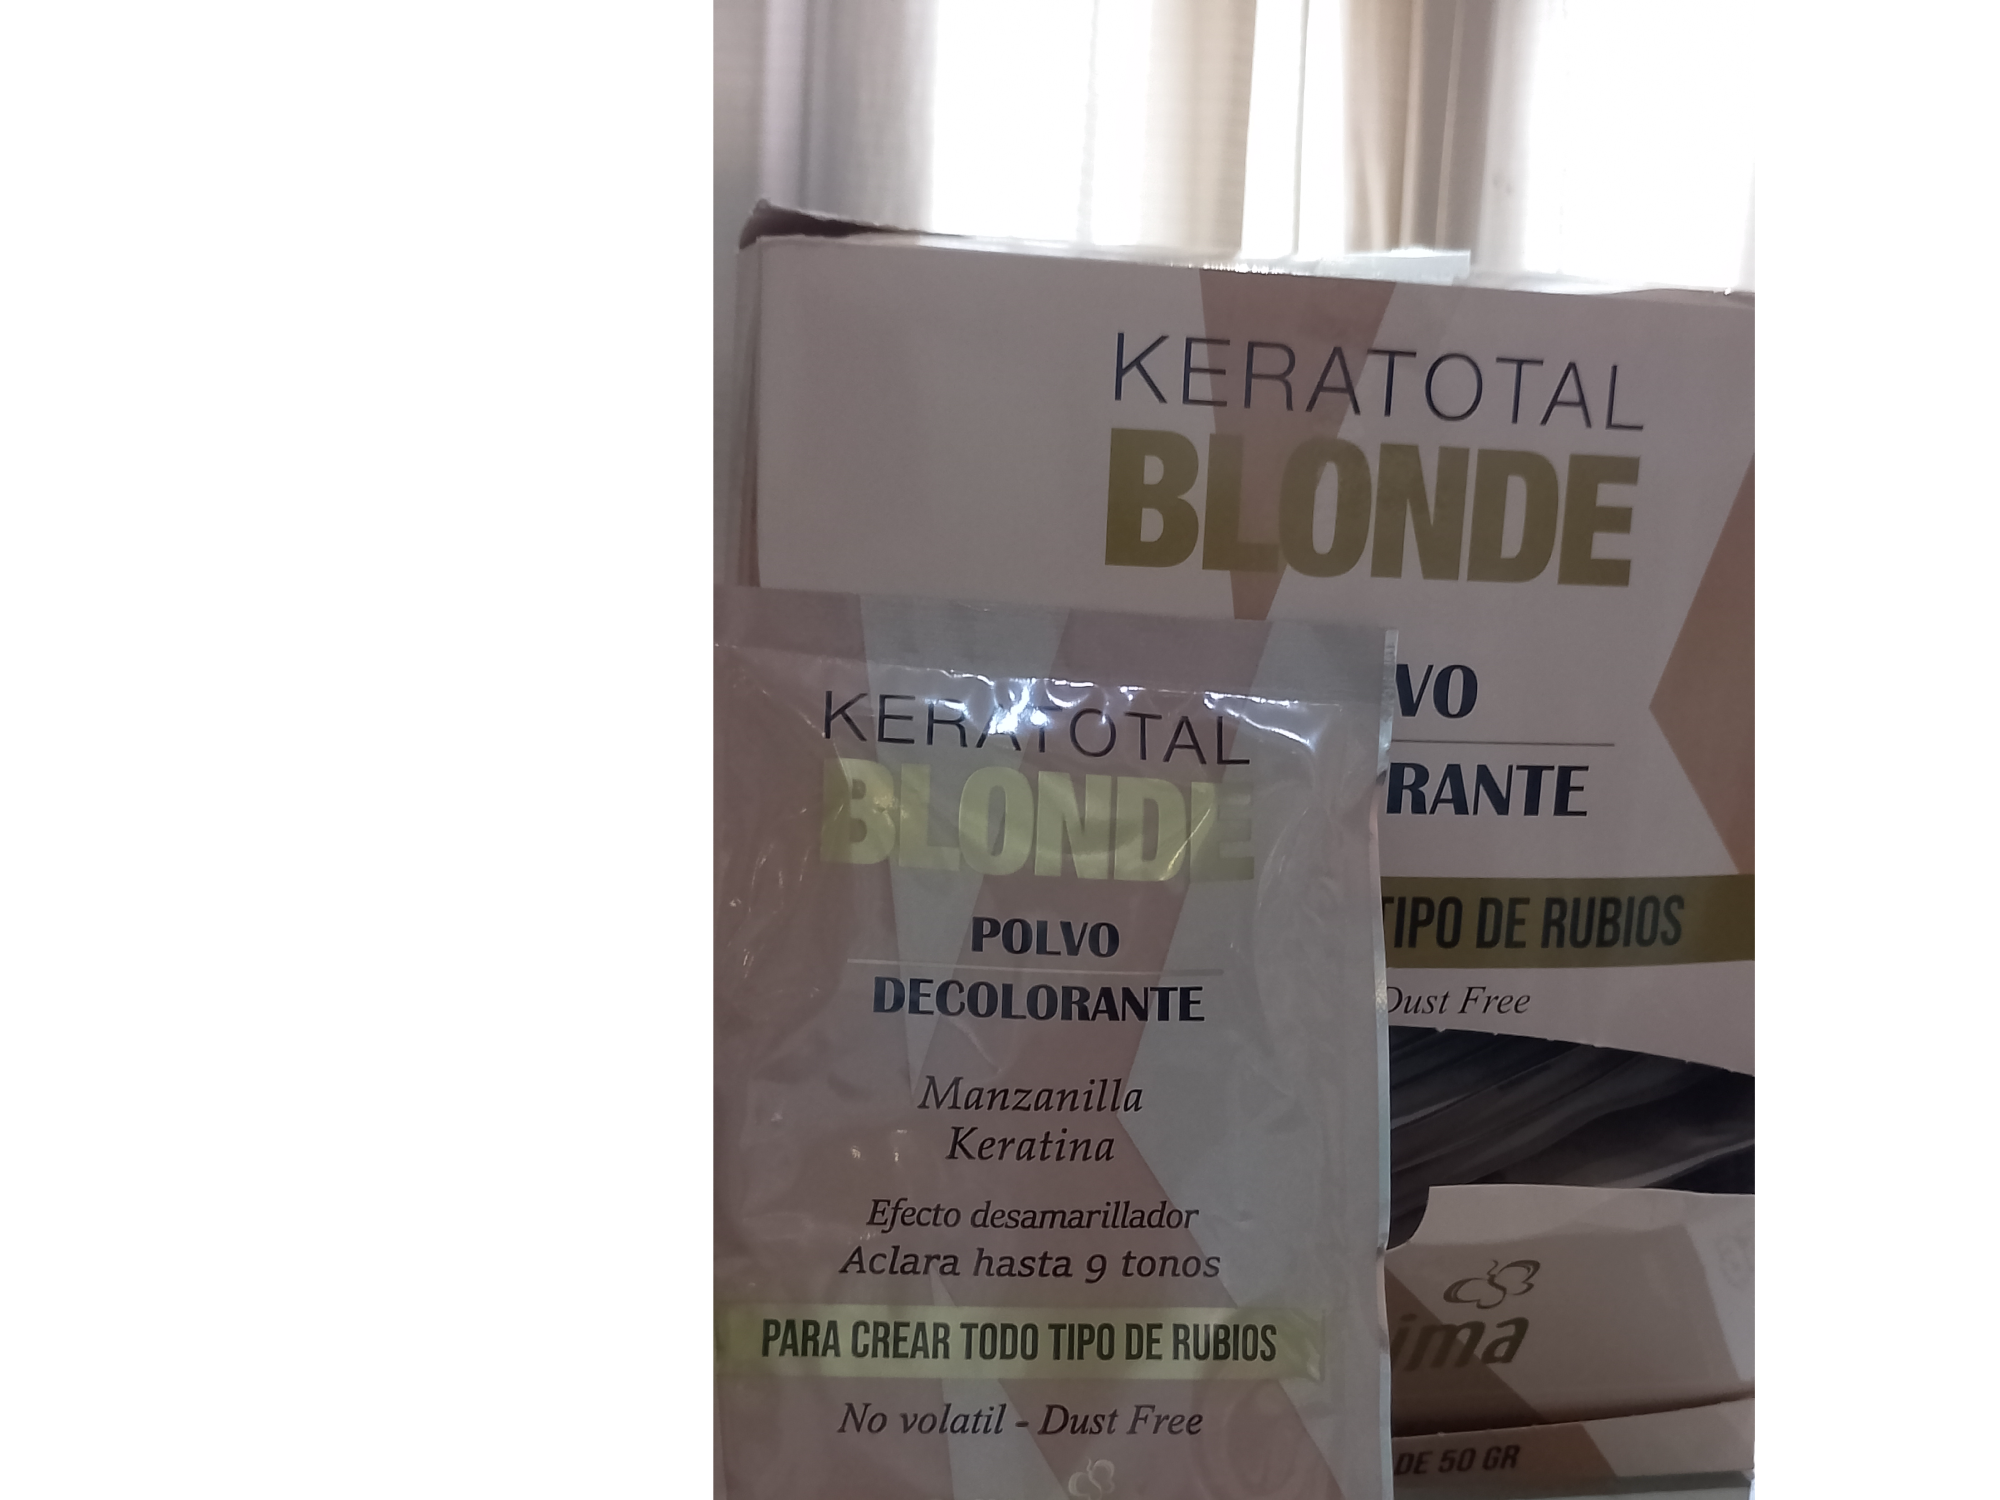 KERATOTAL
BLONDE
VO
RANTE
TIPO DE RUBIOS
Dust Free
ima
DE 50 GR
KERATOTAL
BLONDE
POLVO
DECOLORANTE
Manzanilla
Keratina
Efecto desamarillador
Aclara hasta 9 tonos
PARA CREAR TODO TIPO DE RUBIOS
No volatil - Dust Free